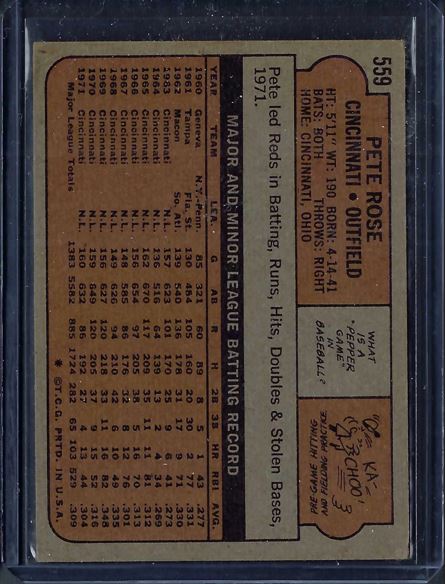 559
PETE ROSE
CINCINNATI • OUTFIELD
HT: 5'11" WT: 190 BORN: 4-14-41
BATS: BOTH THROWS: RIGHT
HOME: CINCINNATI, OHIO
WHAT
IS A
"PEPPER
GAME"
IN
BASEBALL?
KA-
CHOO!
PRE-GAME HITTING
AND FIELDING PRACTICE
Pete led Reds in Batting, Runs, Hits, Doubles & Stolen Bases,
1971.
MAJOR AND MINOR LEAGUE BATTING RECORD
YEAR TEAM LEA G AB R H 2B 3B HR RBI AVG.
1960 Geneva N.Y.-Penn. 85 321 60 89 8 5 1 43 .277
1961 Tampa Fla. St. 130 484 105 160 20 30 2 77 .331
1962 Macon So. Atl. 139 540 136 178 31 17 9 71 .330
1963 Cincinnati N.L. 157 623 101 170 25 9 6 41 .273
1964 Cincinnati N.L. 136 516 64 139 13 2 4 34 .269
1965 Cincinnati N.L. 162 670 117 209 35 11 11 81 .312
1966 Cincinnati N.L. 156 654 97 205 38 5 16 70 .313
1967 Cincinnati N.L. 148 585 86 176 32 8 12 76 .301
1968 Cincinnati N.L. 149 626 94 210 42 6 10 49 .335
1969 Cincinnati N.L. 156 627 120 218 33 11 16 82 .348
1970 Cincinnati N.L. 159 649 120 205 37 9 15 52 .316
1971 Cincinnati N.L. 160 632 86 192 27 4 13 44 .304
Major League Totals 1383 5582 885 1724 282 65 103 529 .309
* © T.C.G. PRTD. IN U.S.A.